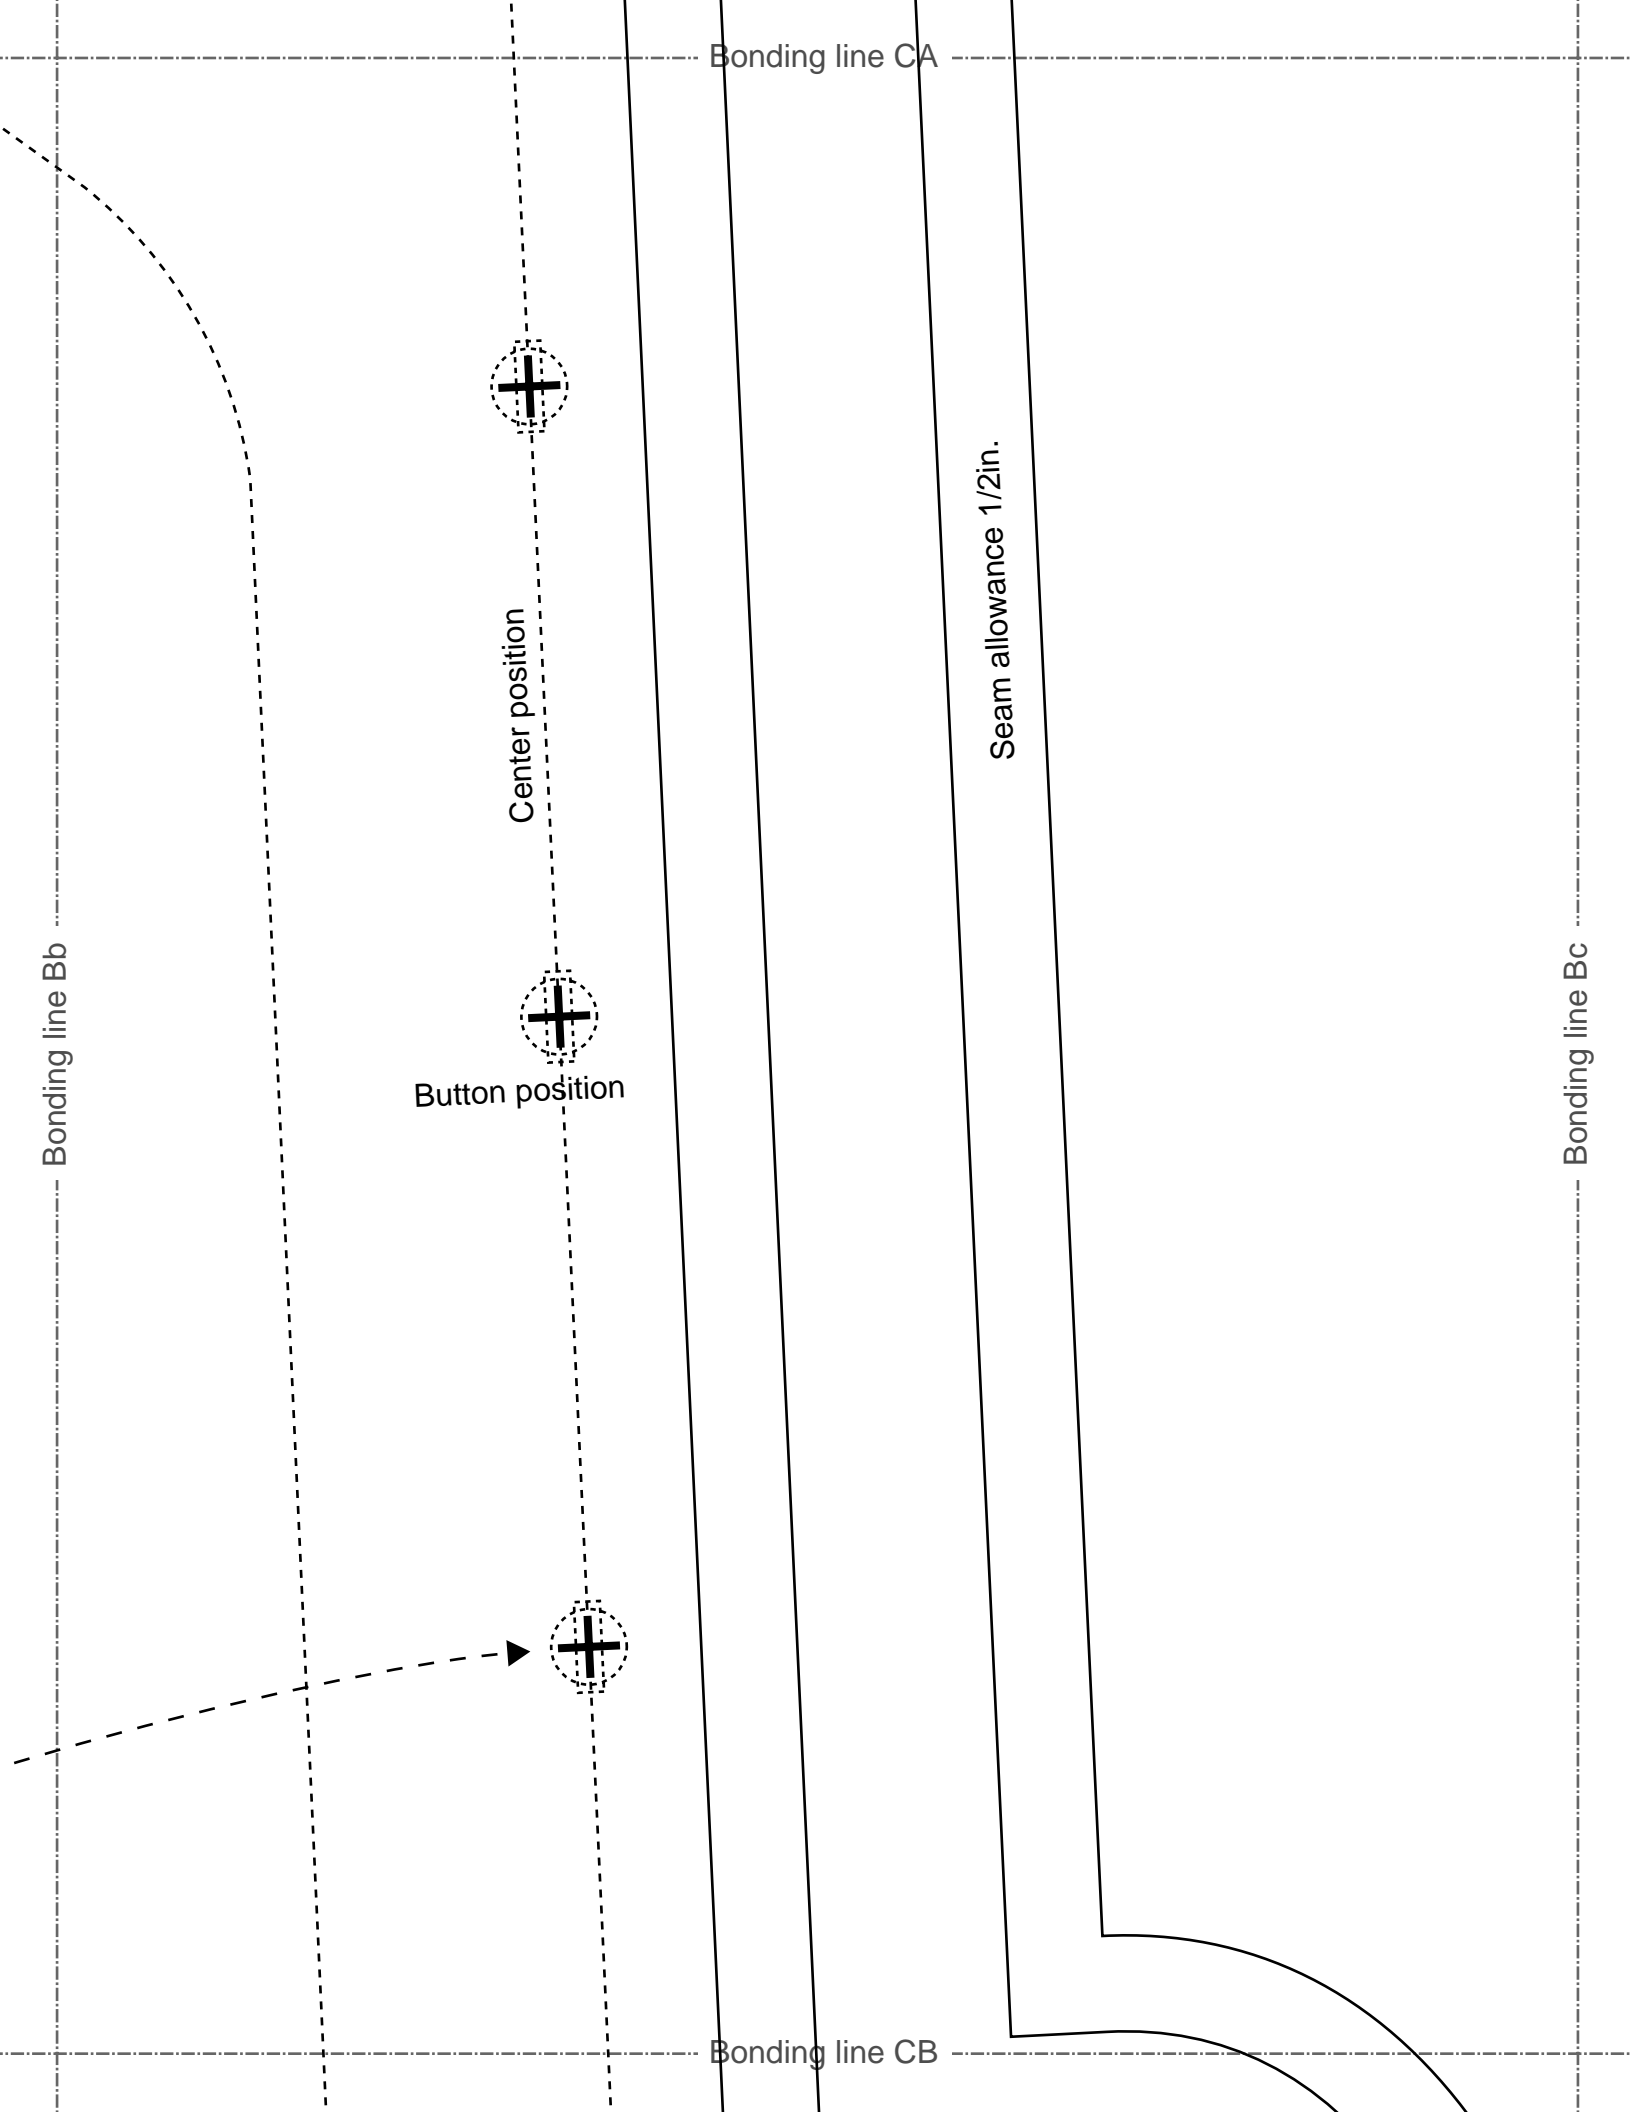 Bonding line CA
Seam allowance 1/2in.
Center position
Bonding line Bb
Bonding line Bc
Button position
Bonding line CB